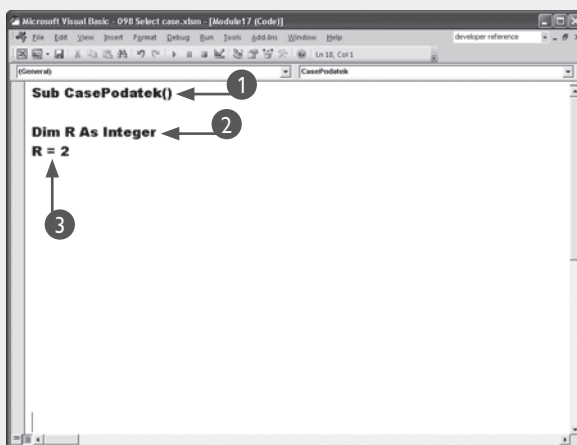 Microsoft Visual Basic - 098 Select case.xlsm - [Module17 (Code)]
File Edit View Insert Format Debug Run Tools Add-Ins Window Help
developer reference
Ln 18, Col 1
(General)
CasePodatek
Sub CasePodatek()
1
Dim R As Integer
2
R = 2
3